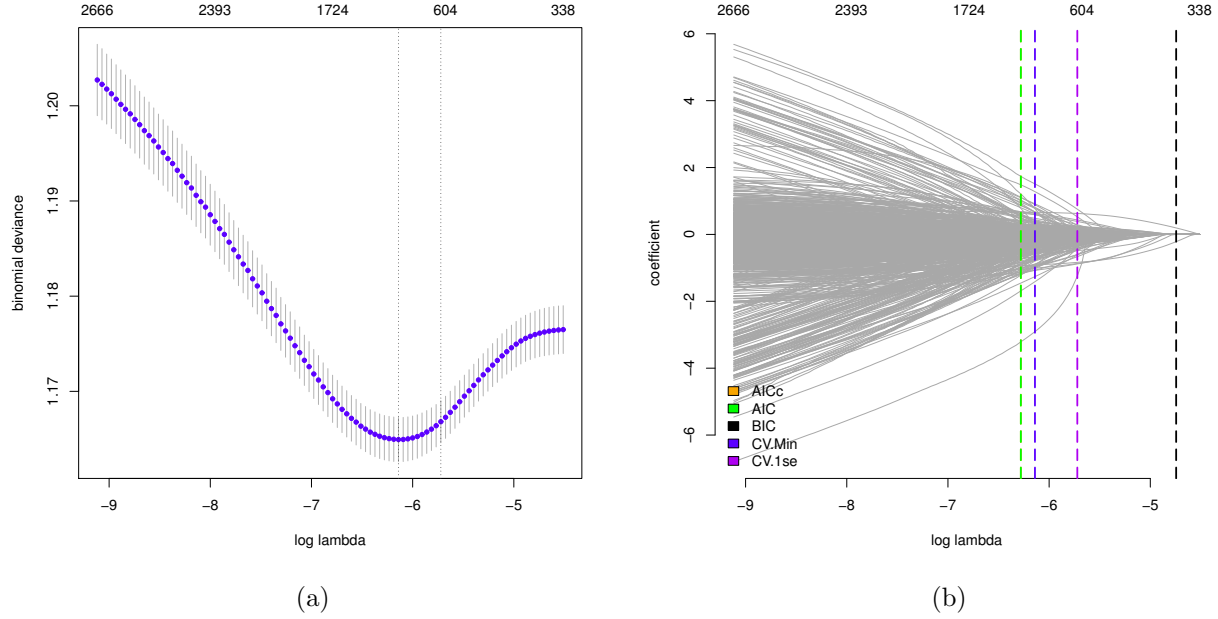 2666 2393 1724 604 338
1.20
1.19
1.18
1.17
binomial deviance
−9 −8 −7 −6 −5
log lambda
(a)
2666 2393 1724 604 338
6
4
2
0
−2
−4
−6
coefficient
AICc
AIC
BIC
CV.Min
CV.1se
−9 −8 −7 −6 −5
log lambda
(b)